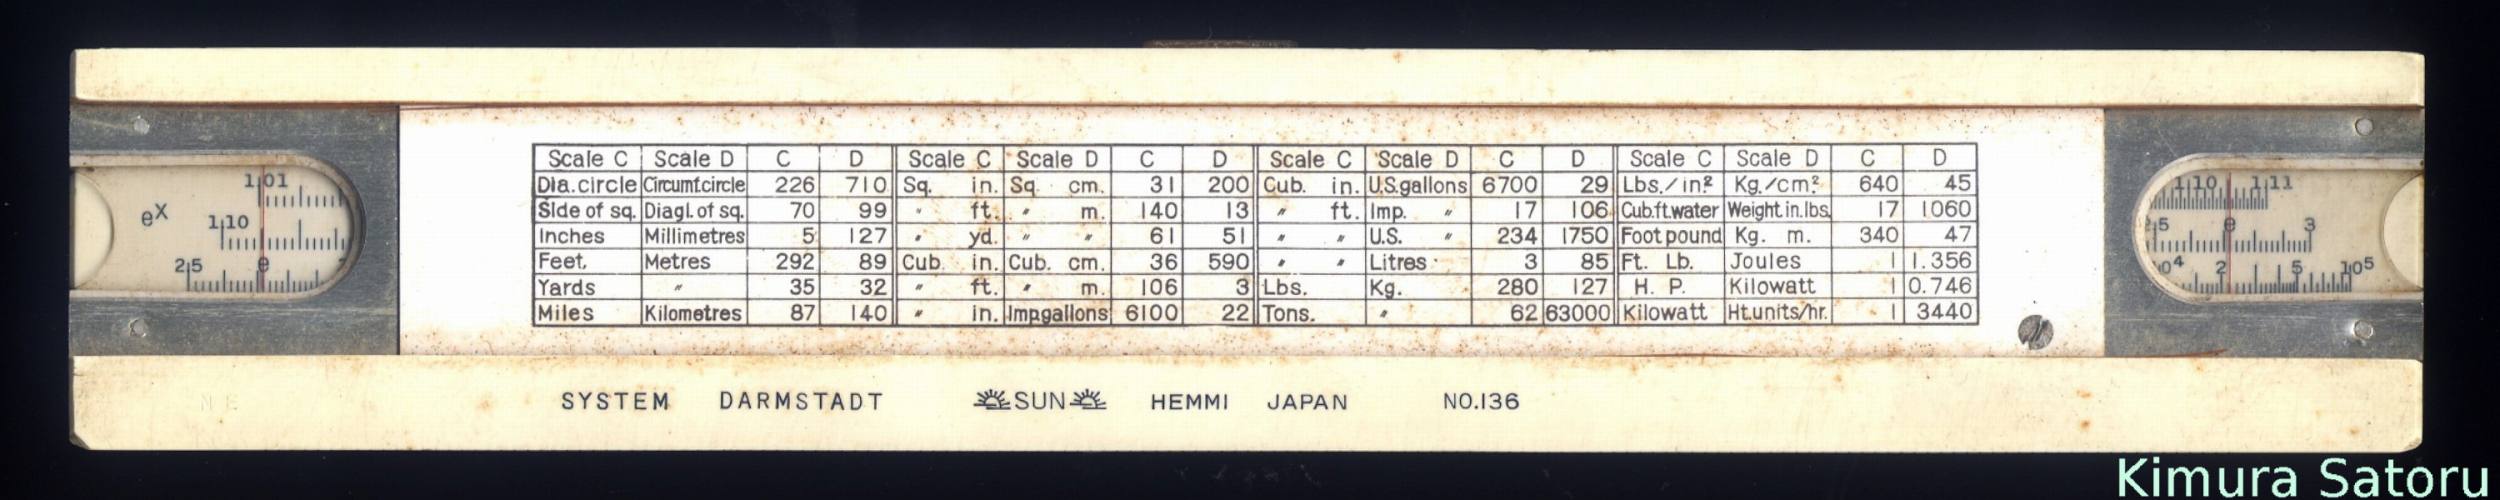 Scale C Scale D C D Scale C Scale D C D Scale C Scale D C D Scale C Scale D C D
Dia.circle Circumf.circle 226 710 Sq. in. Sq. cm. 31 200 Cub. in. U.S.gallons 6700 29 Lbs./in² Kg./cm² 640 45
Side of sq. Diagl.of sq. 70 99 〃 ft. 〃 m. 140 13 〃 ft. Imp. 〃 17 106 Cub.ft.water Weight in.lbs. 17 1060
Inches Millimetres 5 127 〃 yd. 〃 〃 61 51 〃 〃 U.S. 〃 234 1750 Foot pound Kg. m. 340 47
Feet, Metres 292 89 Cub. in. Cub. cm. 36 590 〃 〃 Litres 3 85 Ft. Lb. Joules 1 1.356
Yards 〃 35 32 〃 ft. 〃 m. 106 3 Lbs. Kg. 280 127 H. P. Kilowatt 1 0.746
Miles Kilometres 87 140 〃 in. Imp.gallons 6100 22 Tons. 〃 62 63000 Kilowatt Ht.units/hr. 1 3440
1.01
eˣ 1.10
2.5 e
1.10 1.11
2.5 e 3
10⁴ 2 5 10⁵
SYSTEM DARMSTADT SUN HEMMI JAPAN NO.136
Kimura Satoru